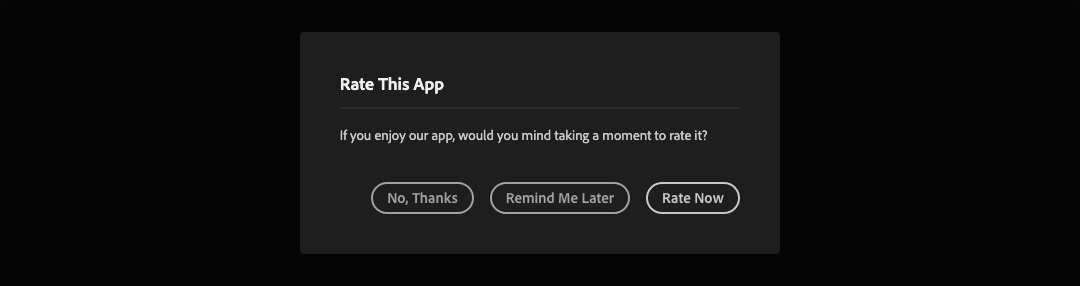 Rate This App
If you enjoy our app, would you mind taking a moment to rate it?
No, Thanks
Remind Me Later
Rate Now